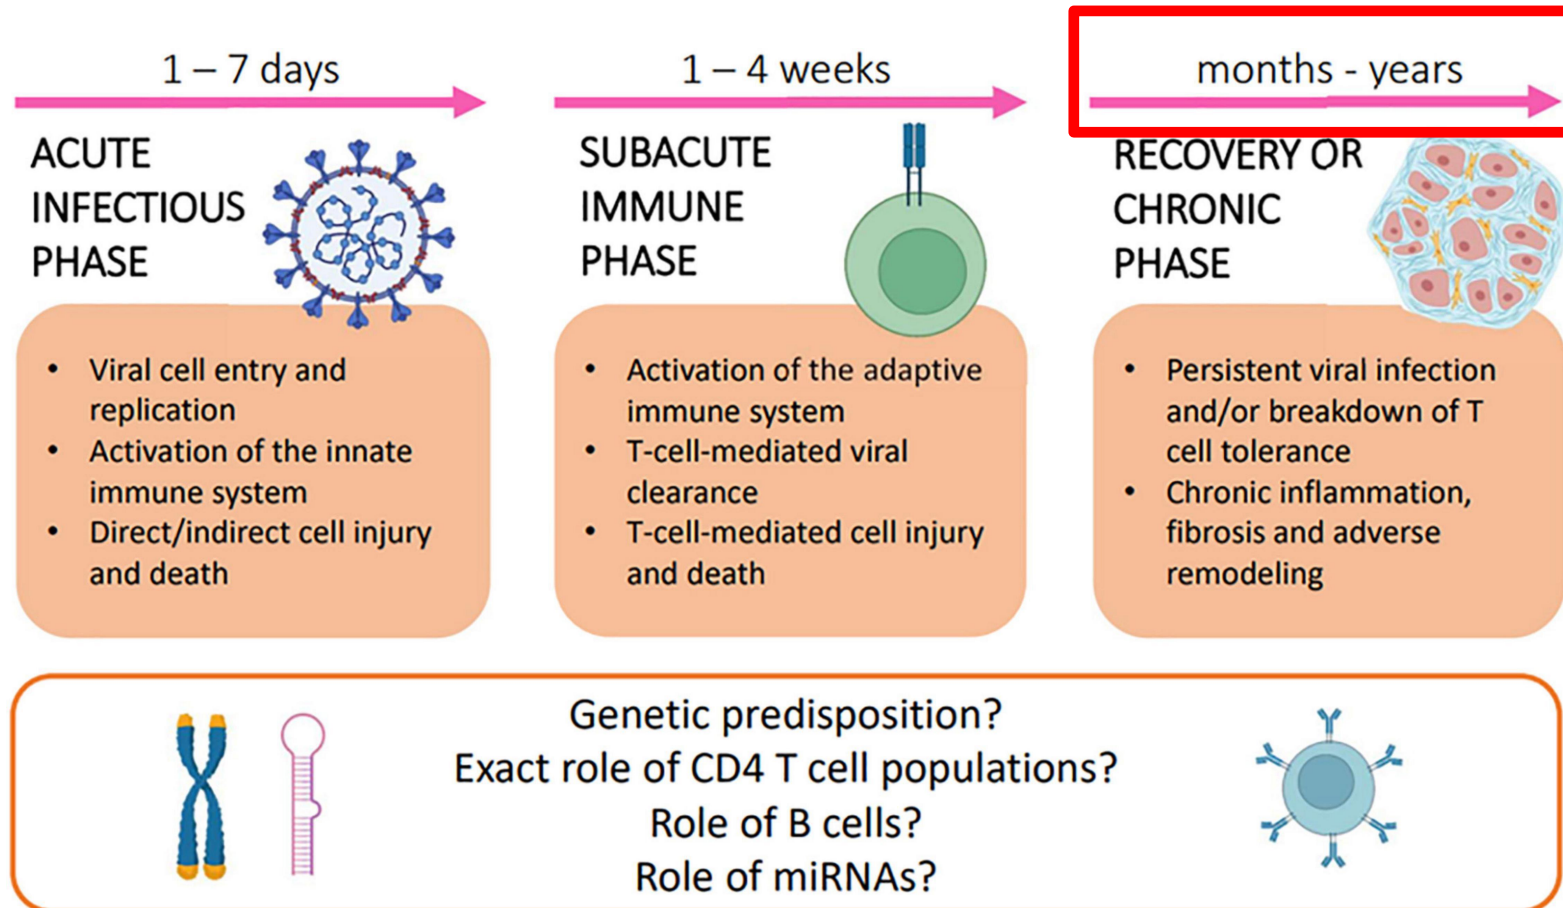 1 – 7 days
ACUTE
INFECTIOUS
PHASE
• Viral cell entry and
replication
• Activation of the innate
immune system
• Direct/indirect cell injury
and death
1 – 4 weeks
SUBACUTE
IMMUNE
PHASE
• Activation of the adaptive
immune system
• T-cell-mediated viral
clearance
• T-cell-mediated cell injury
and death
months - years
RECOVERY OR
CHRONIC
PHASE
• Persistent viral infection
and/or breakdown of T
cell tolerance
• Chronic inflammation,
fibrosis and adverse
remodeling
Genetic predisposition?
Exact role of CD4 T cell populations?
Role of B cells?
Role of miRNAs?